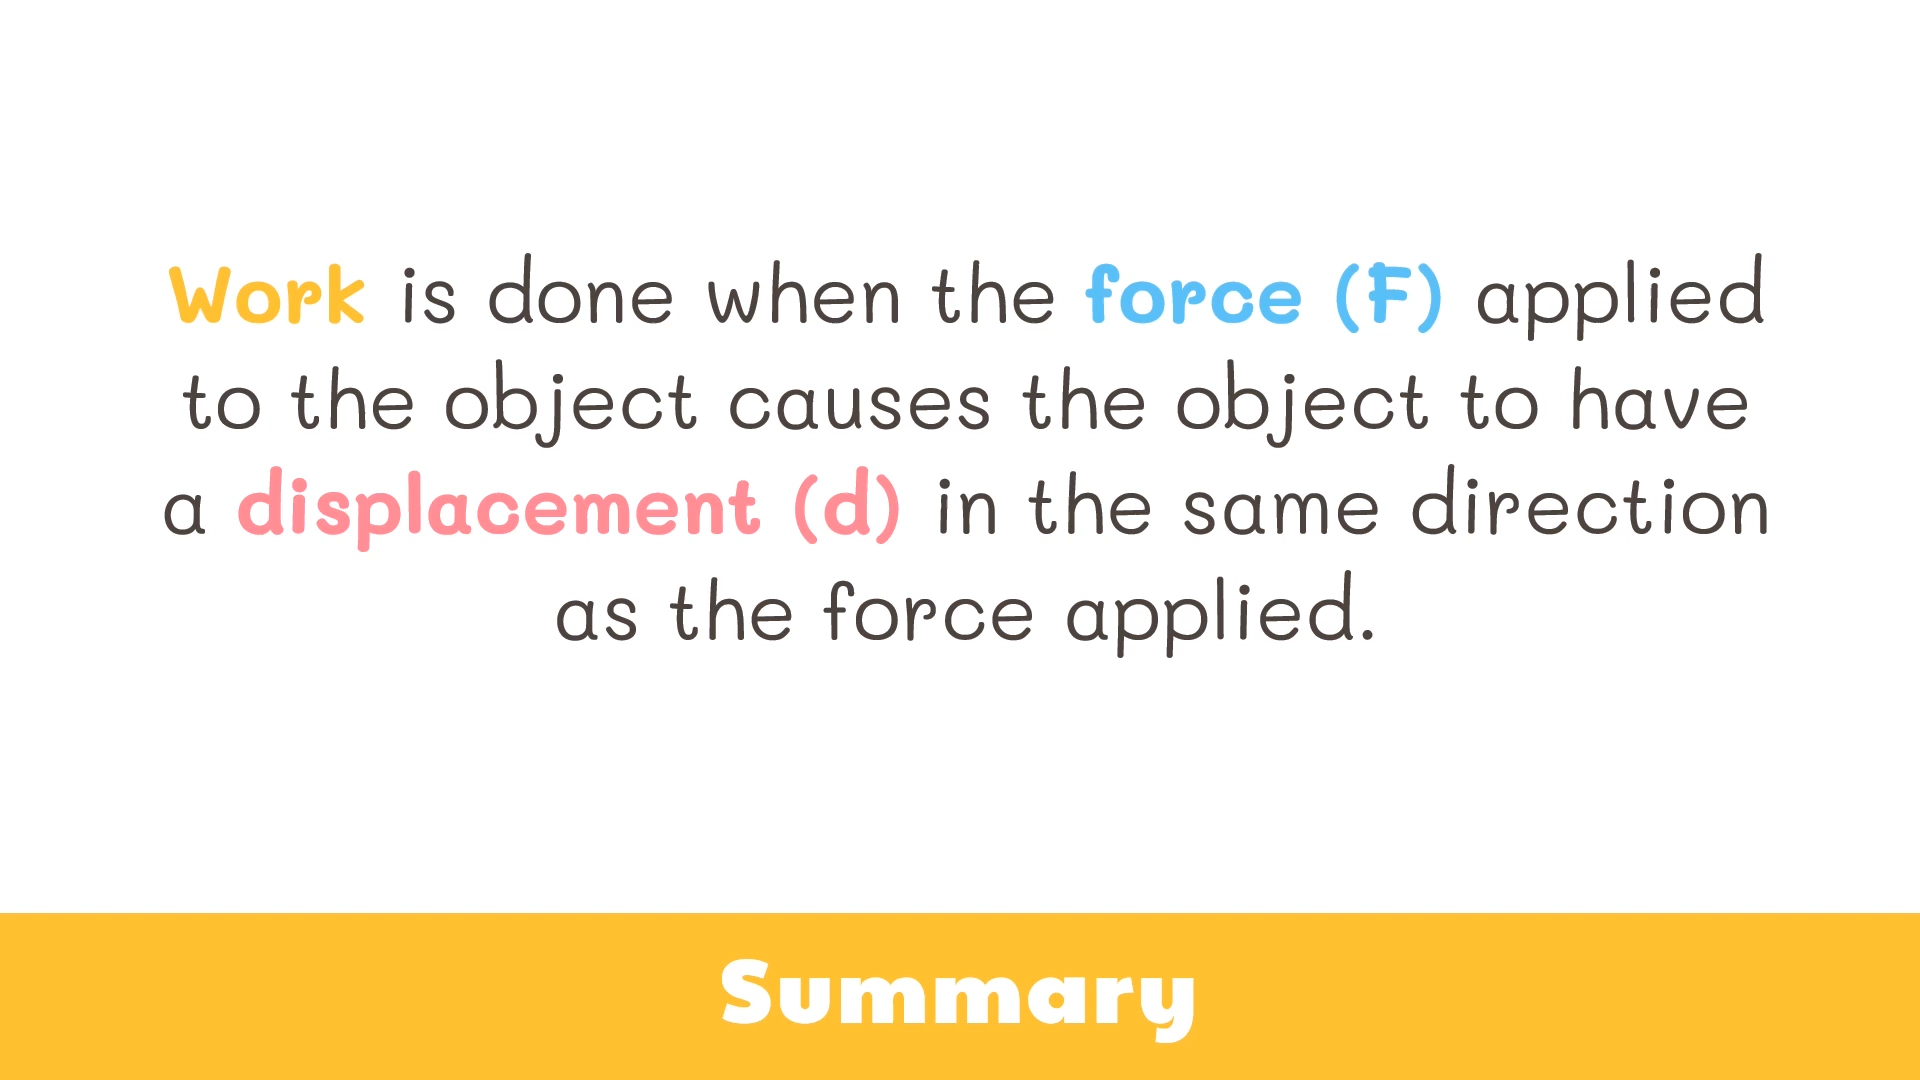 Work is done when the force (F) applied
to the object causes the object to have
a displacement (d) in the same direction
as the force applied.
Summary